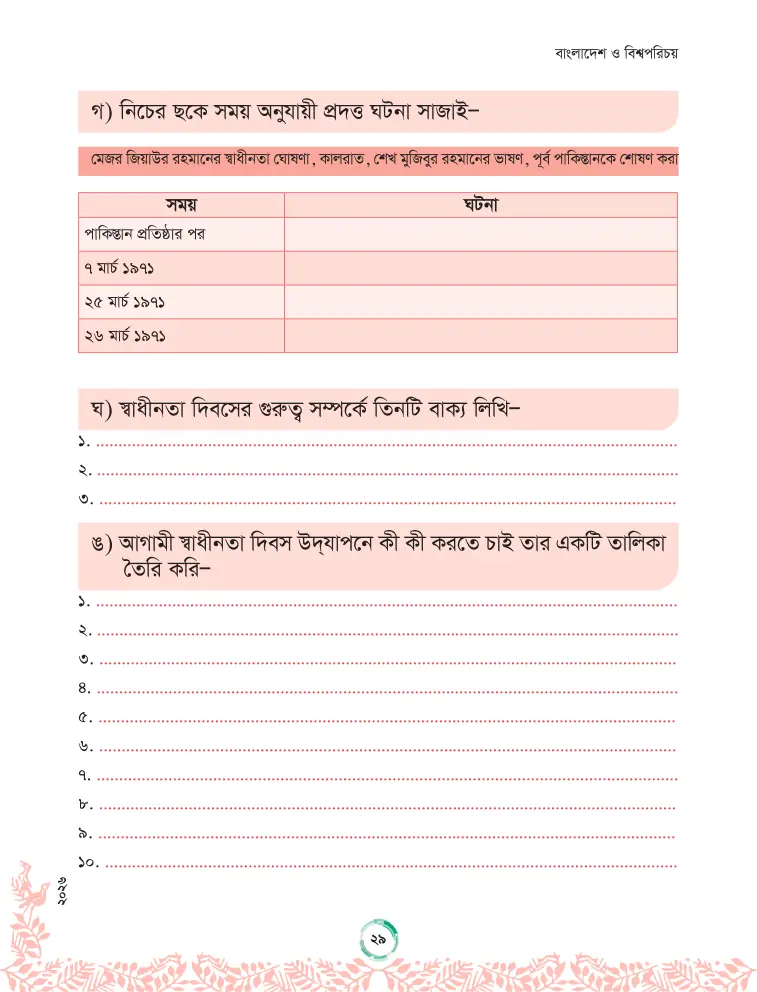 বাংলাদেশ ও বিশ্বপরিচয়
গ) নিচের ছকে সময় অনুযায়ী প্রদত্ত ঘটনা সাজাই–
মেজর জিয়াউর রহমানের স্বাধীনতা ঘোষণা, কালরাত, শেখ মুজিবুর রহমানের ভাষণ, পূর্ব পাকিস্তানকে শোষণ করা
সময় ঘটনা
পাকিস্তান প্রতিষ্ঠার পর
৭ মার্চ ১৯৭১
২৫ মার্চ ১৯৭১
২৬ মার্চ ১৯৭১
ঘ) স্বাধীনতা দিবসের গুরুত্ব সম্পর্কে তিনটি বাক্য লিখি–
১. ....................................................................................................
২. ....................................................................................................
৩. ....................................................................................................
ঙ) আগামী স্বাধীনতা দিবস উদ্‌যাপনে কী কী করতে চাই তার একটি তালিকা
তৈরি করি–
১. ....................................................................................................
২. ....................................................................................................
৩. ....................................................................................................
৪. ....................................................................................................
৫. ....................................................................................................
৬. ....................................................................................................
৭. ....................................................................................................
৮. ....................................................................................................
৯. ....................................................................................................
১০. ....................................................................................................
২০২৬
২৯